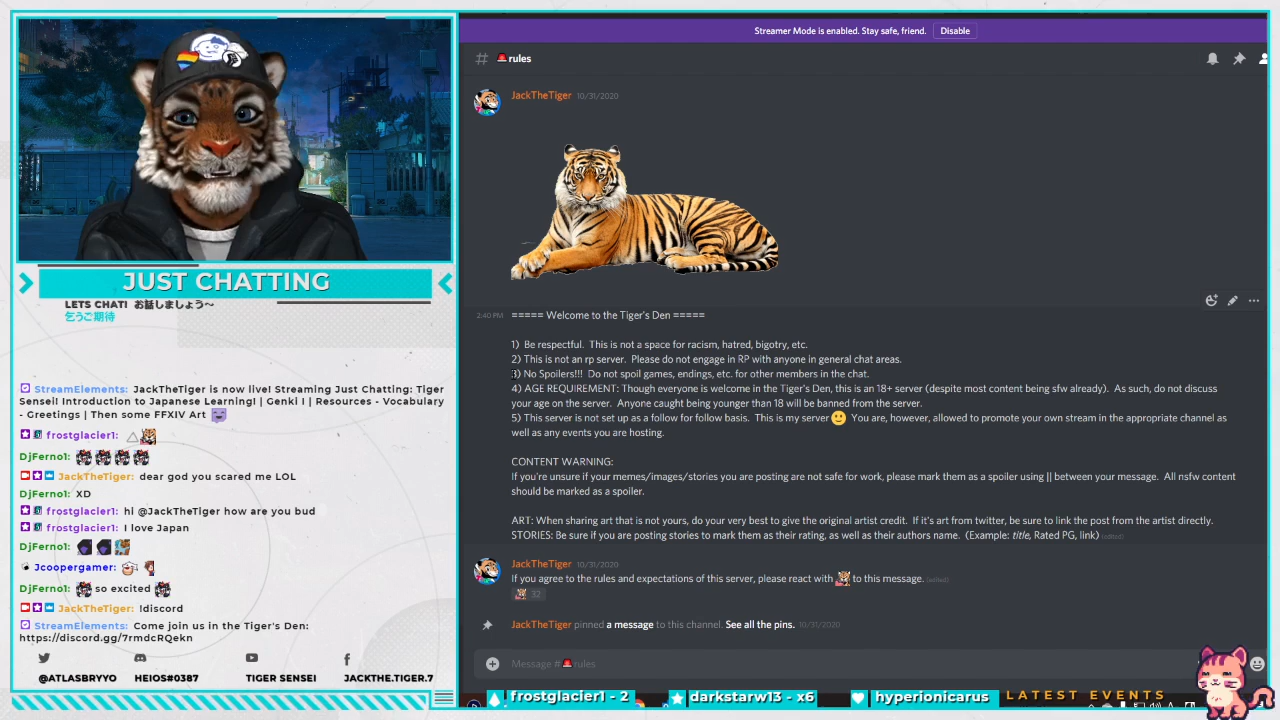 JUST CHATTING
LETS CHAT! お話しましょう〜
乞うご期待
StreamElements: JackTheTiger is now live! Streaming Just Chatting: Tiger
Sensei! Introduction to Japanese Learning! | Genki I | Resources - Vocabulary
- Greetings | Then some FFXIV Art
frostglacier1:
DjFerno1:
JackTheTiger: dear god you scared me LOL
DjFerno1: XD
frostglacier1: hi @JackTheTiger how are you bud
frostglacier1: I love Japan
DjFerno1:
Jcoopergamer:
DjFerno1: so excited
JackTheTiger: !discord
StreamElements: Come join us in the Tiger's Den:
https://discord.gg/7rmdcRQekn
@ATLASBRYYO HEIOS#0387 TIGER SENSEI JACKTHE.TIGER.7
Streamer Mode is enabled. Stay safe, friend. Disable
# rules
JackTheTiger 10/31/2020
2:40 PM ===== Welcome to the Tiger's Den =====
1) Be respectful. This is not a space for racism, hatred, bigotry, etc.
2) This is not an rp server. Please do not engage in RP with anyone in general chat areas.
3) No Spoilers!!! Do not spoil games, endings, etc. for other members in the chat.
4) AGE REQUIREMENT: Though everyone is welcome in the Tiger's Den, this is an 18+ server (despite most content being sfw already). As such, do not discuss
your age on the server. Anyone caught being younger than 18 will be banned from the server.
5) This server is not set up as a follow for follow basis. This is my server You are, however, allowed to promote your own stream in the appropriate channel as
well as any events you are hosting.
CONTENT WARNING:
If you're unsure if your memes/images/stories you are posting are not safe for work, please mark them as a spoiler using || between your message. All nsfw content
should be marked as a spoiler.
ART: When sharing art that is not yours, do your very best to give the original artist credit. If it's art from twitter, be sure to link the post from the artist directly.
STORIES: Be sure if you are posting stories to mark them as their rating, as well as their authors name. (Example: title, Rated PG, link) (edited)
JackTheTiger 10/31/2020
If you agree to the rules and expectations of this server, please react with to this message. (edited)
32
JackTheTiger pinned a message to this channel. See all the pins. 10/31/2020
Message # rules
frostglacier1 - 2 darkstarw13 - x6 hyperionicarus LATEST EVENTS